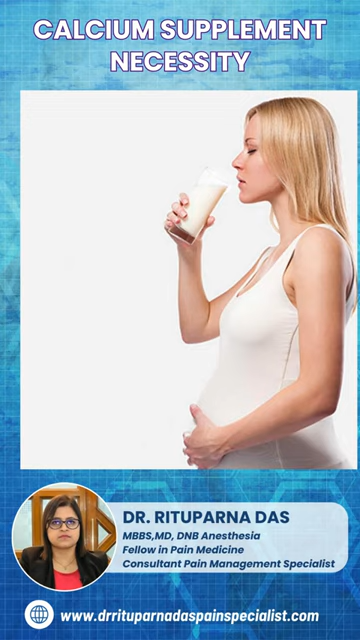 CALCIUM SUPPLEMENT
NECESSITY
DR. RITUPARNA DAS
MBBS,MD, DNB Anesthesia
Fellow in Pain Medicine
Consultant Pain Management Specialist
www.drrituparnadaspainspecialist.com